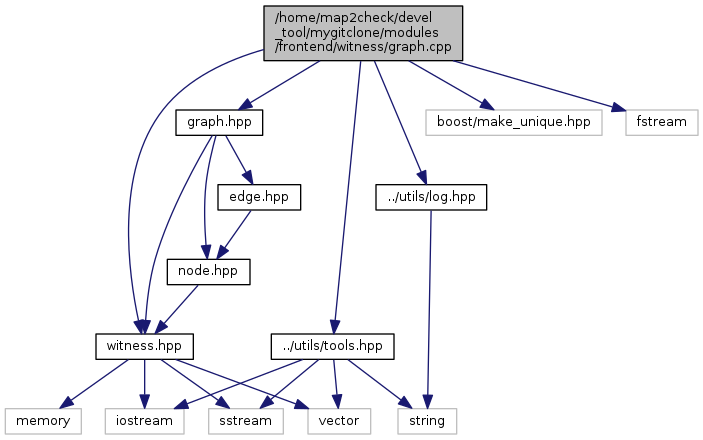 /home/map2check/devel
_tool/mygitclone/modules
/frontend/witness/graph.cpp
graph.hpp
boost/make_unique.hpp
fstream
edge.hpp
../utils/log.hpp
node.hpp
witness.hpp
../utils/tools.hpp
memory
iostream
sstream
vector
string